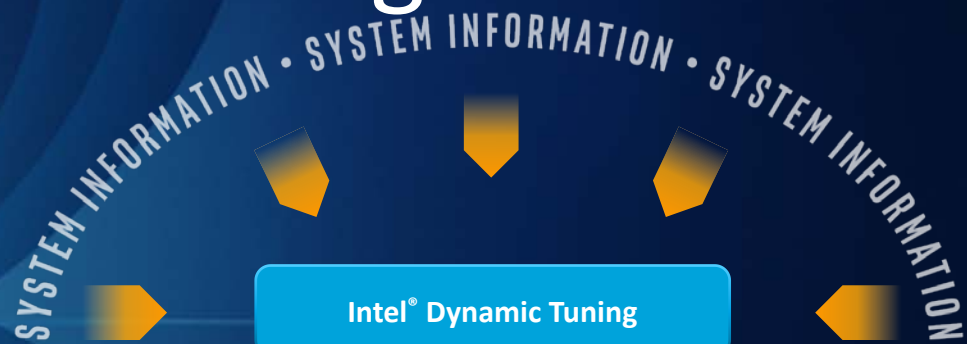 SYSTEM INFORMATION • SYSTEM INFORMATION • SYSTEM INFORMATION
Intel® Dynamic Tuning